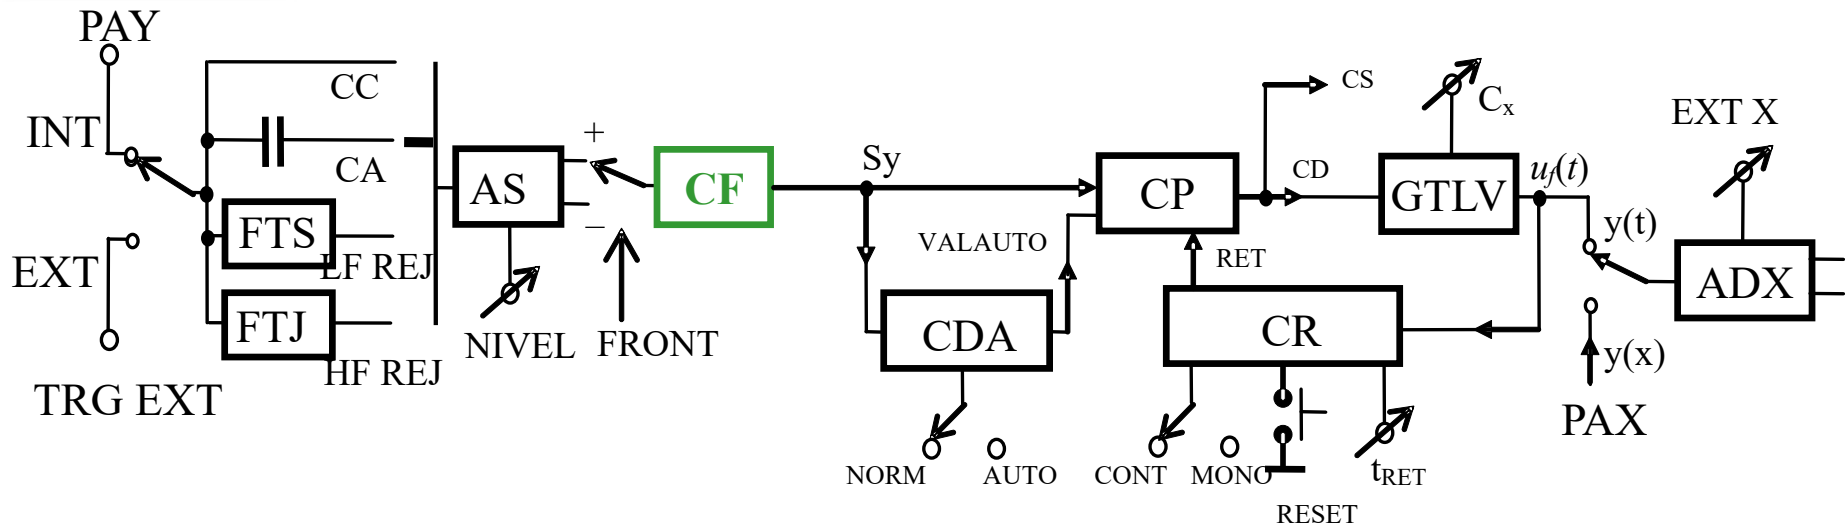 PAY
CC
INT
CA
EXT
FTS
LF REJ
FTJ
HF REJ
TRG EXT
AS
NIVEL
+
–
FRONT
CF
Sy
VALAUTO
CDA
NORM
AUTO
CP
CS
CD
RET
CR
CONT
MONO
RESET
tRET
GTLV
Cx
uf(t)
y(t)
y(x)
PAX
EXT X
ADX